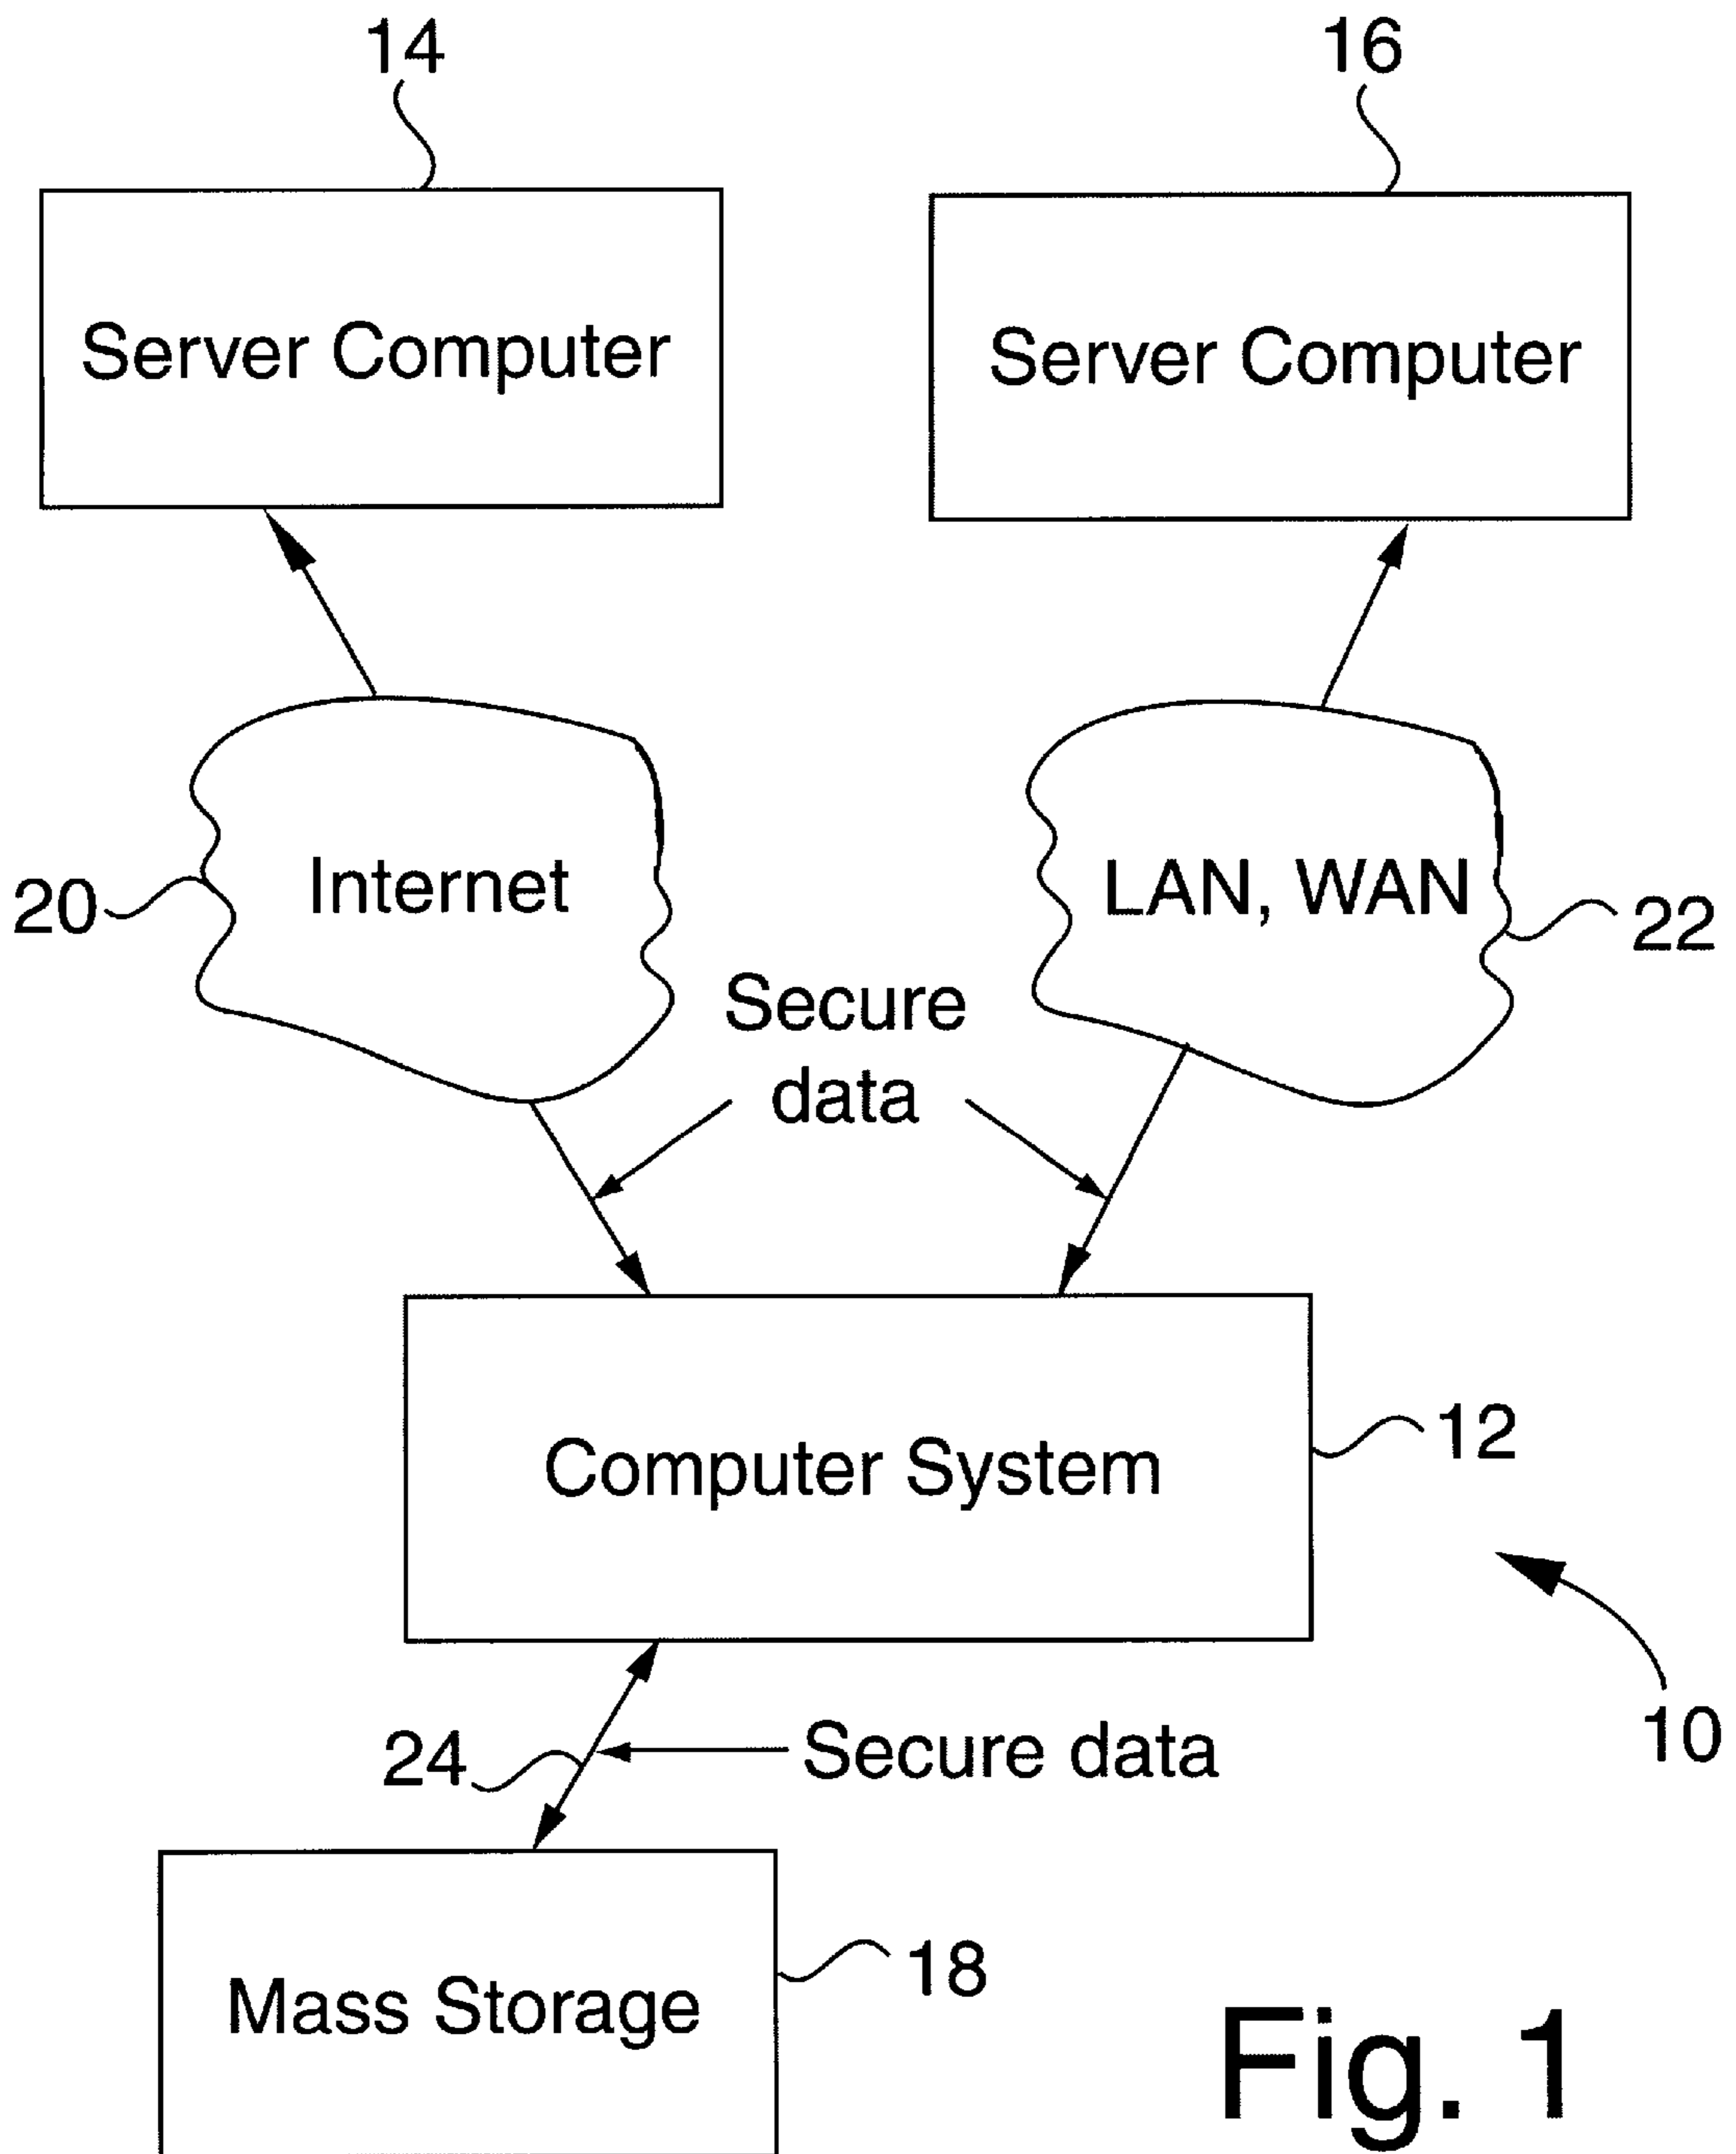 14
16
Server Computer
Server Computer
Internet
LAN, WAN
20
22
Secure
data
Computer System
12
10
24
Secure data
Mass Storage
18
Fig. 1